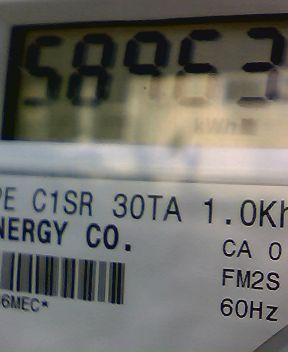 58953
kWh
PE C1SR 30TA 1.0Kh
NERGY CO.
CA 0
FM2S
6MEC*
60Hz